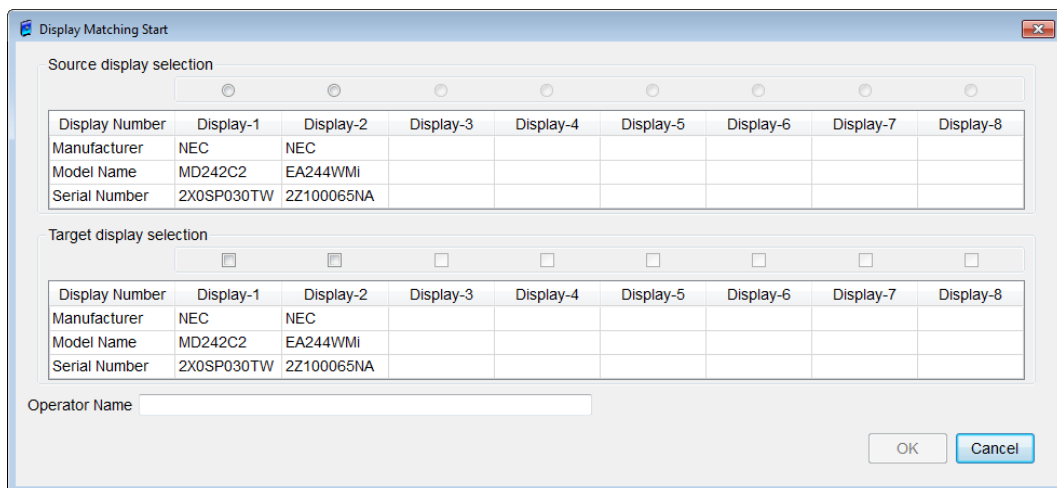 Display Matching Start
Source display selection
Display Number Display-1 Display-2 Display-3 Display-4 Display-5 Display-6 Display-7 Display-8
Manufacturer NEC NEC
Model Name MD242C2 EA244WMi
Serial Number 2X0SP030TW 2Z100065NA
Target display selection
Display Number Display-1 Display-2 Display-3 Display-4 Display-5 Display-6 Display-7 Display-8
Manufacturer NEC NEC
Model Name MD242C2 EA244WMi
Serial Number 2X0SP030TW 2Z100065NA
Operator Name
OK Cancel